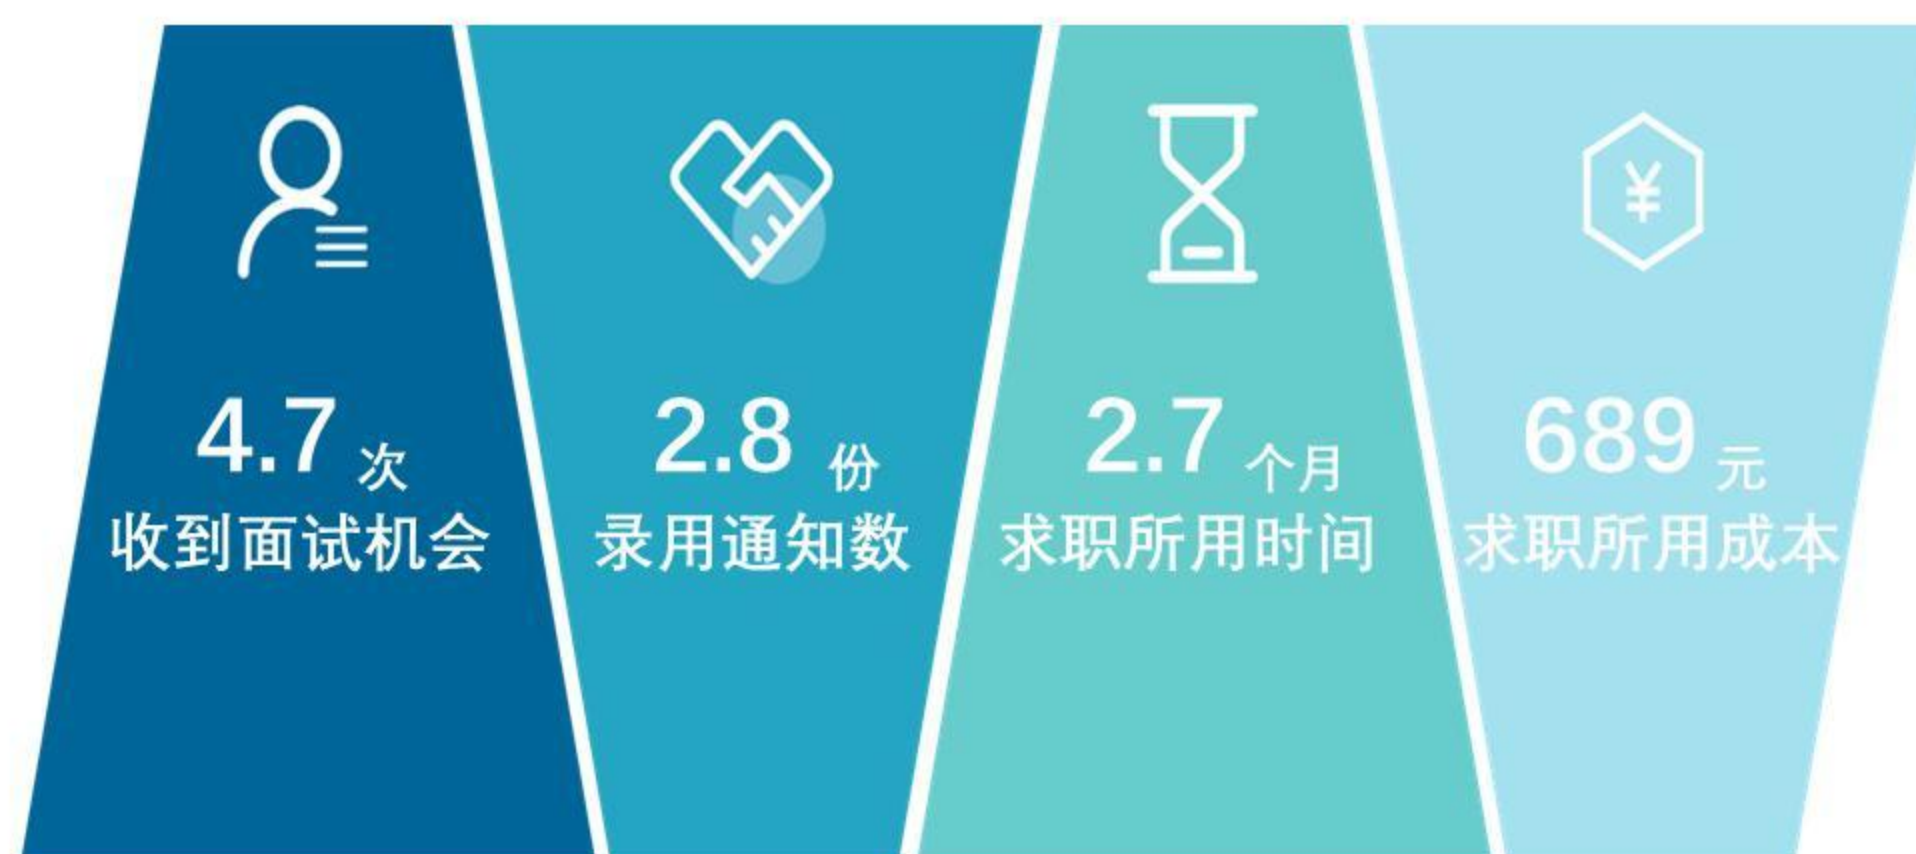 4.7 次
收到面试机会
2.8 份
录用通知数
2.7 个月
求职所用时间
¥
689 元
求职所用成本